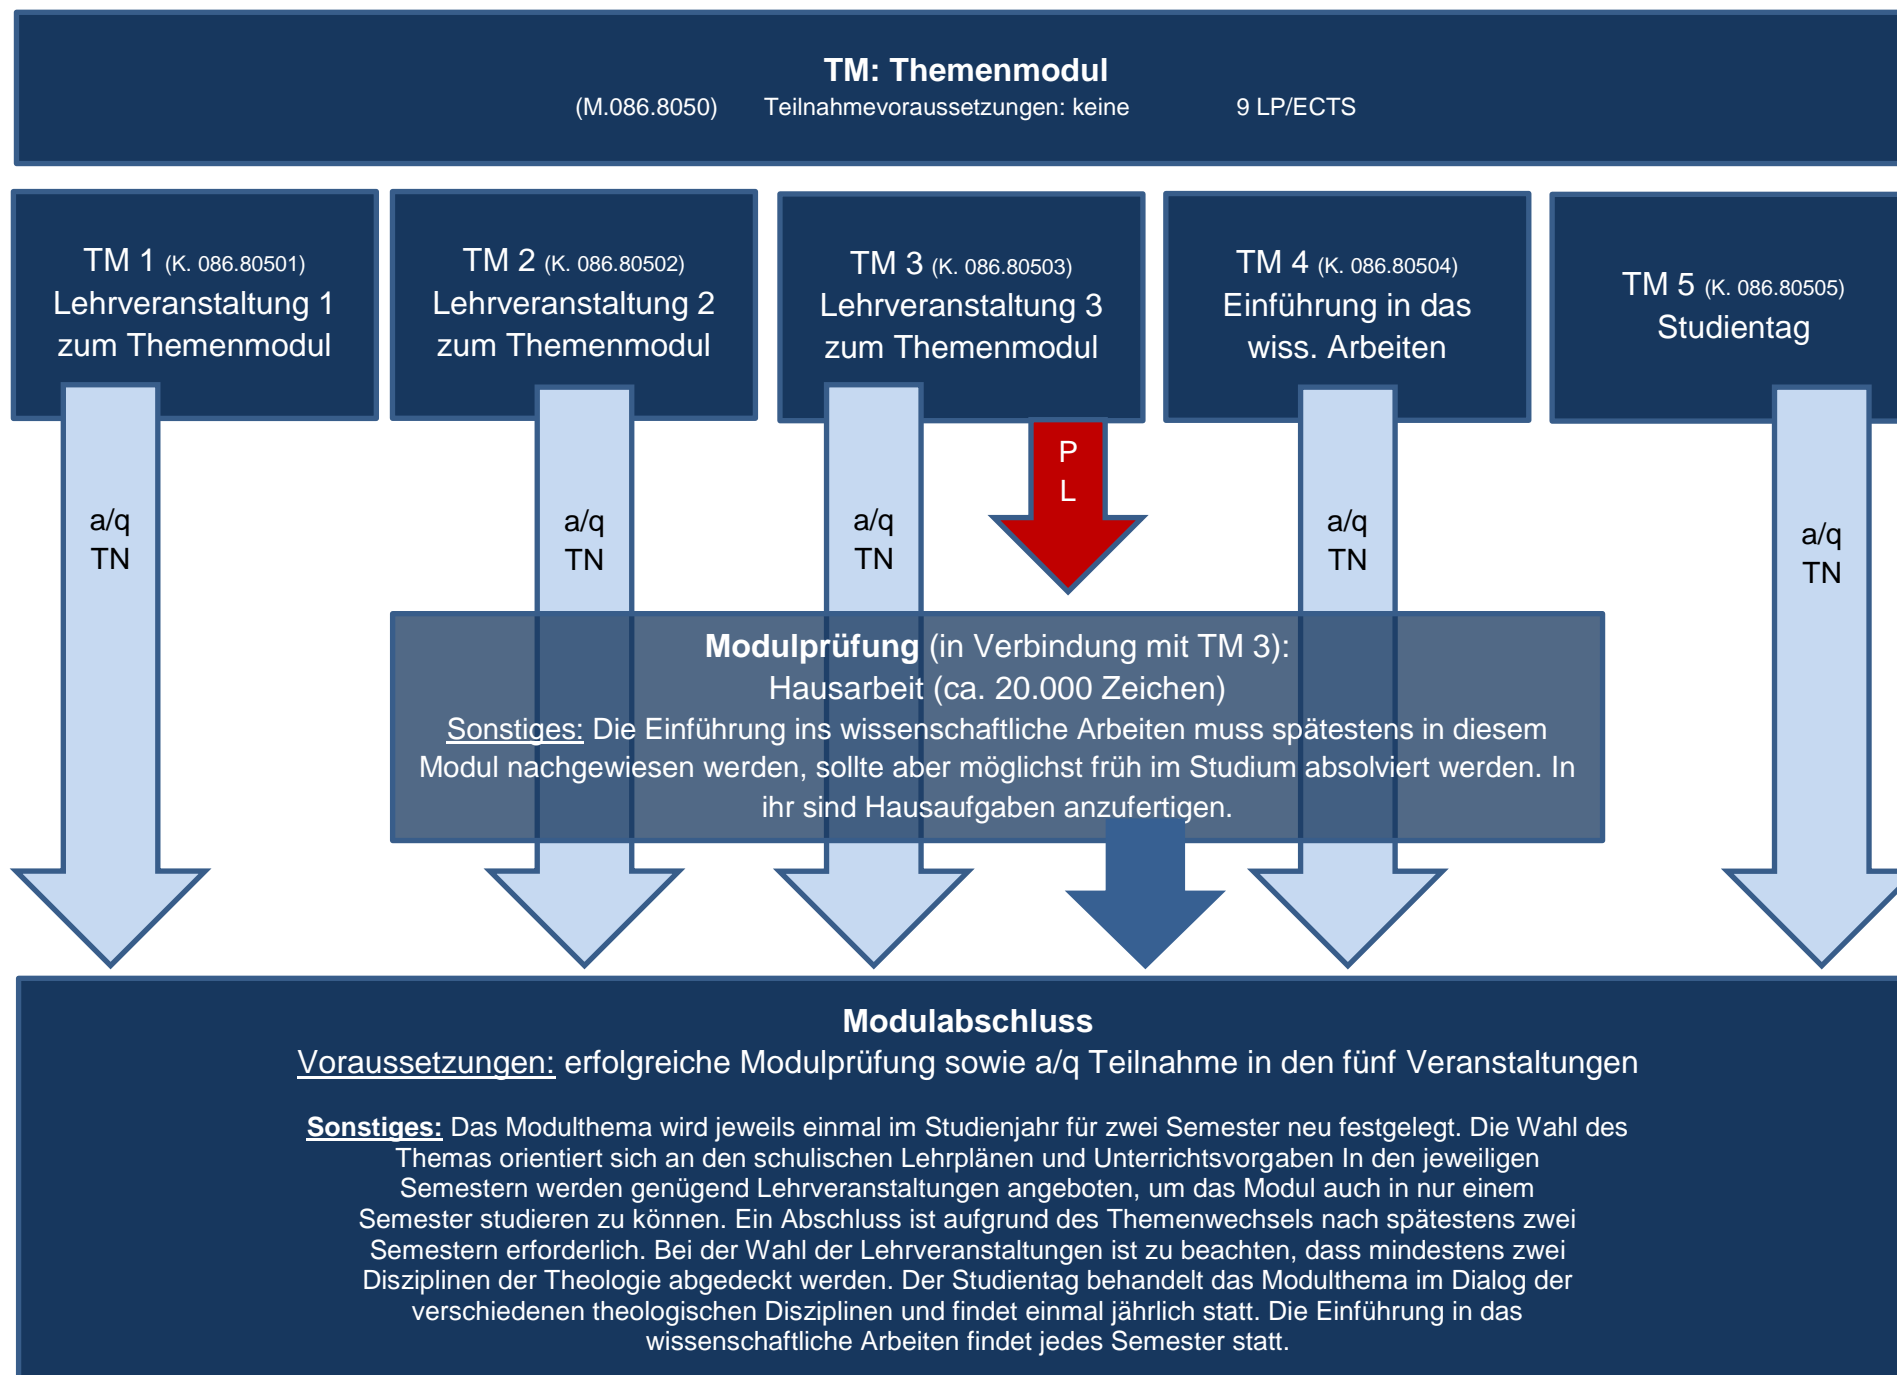 TM: Themenmodul
(M.086.8050) Teilnahmevoraussetzungen: keine 9 LP/ECTS
TM 1 (K. 086.80501)
Lehrveranstaltung 1
zum Themenmodul
TM 2 (K. 086.80502)
Lehrveranstaltung 2
zum Themenmodul
TM 3 (K. 086.80503)
Lehrveranstaltung 3
zum Themenmodul
TM 4 (K. 086.80504)
Einführung in das
wiss. Arbeiten
TM 5 (K. 086.80505)
Studientag
a/q
TN
a/q
TN
a/q
TN
P
L
a/q
TN
a/q
TN
Modulprüfung (in Verbindung mit TM 3):
Hausarbeit (ca. 20.000 Zeichen)
Sonstiges: Die Einführung ins wissenschaftliche Arbeiten muss spätestens in diesem
Modul nachgewiesen werden, sollte aber möglichst früh im Studium absolviert werden. In
ihr sind Hausaufgaben anzufertigen.
Modulabschluss
Voraussetzungen: erfolgreiche Modulprüfung sowie a/q Teilnahme in den fünf Veranstaltungen
Sonstiges: Das Modulthema wird jeweils einmal im Studienjahr für zwei Semester neu festgelegt. Die Wahl des
Themas orientiert sich an den schulischen Lehrplänen und Unterrichtsvorgaben In den jeweiligen
Semestern werden genügend Lehrveranstaltungen angeboten, um das Modul auch in nur einem
Semester studieren zu können. Ein Abschluss ist aufgrund des Themenwechsels nach spätestens zwei
Semestern erforderlich. Bei der Wahl der Lehrveranstaltungen ist zu beachten, dass mindestens zwei
Disziplinen der Theologie abgedeckt werden. Der Studientag behandelt das Modulthema im Dialog der
verschiedenen theologischen Disziplinen und findet einmal jährlich statt. Die Einführung in das
wissenschaftliche Arbeiten findet jedes Semester statt.